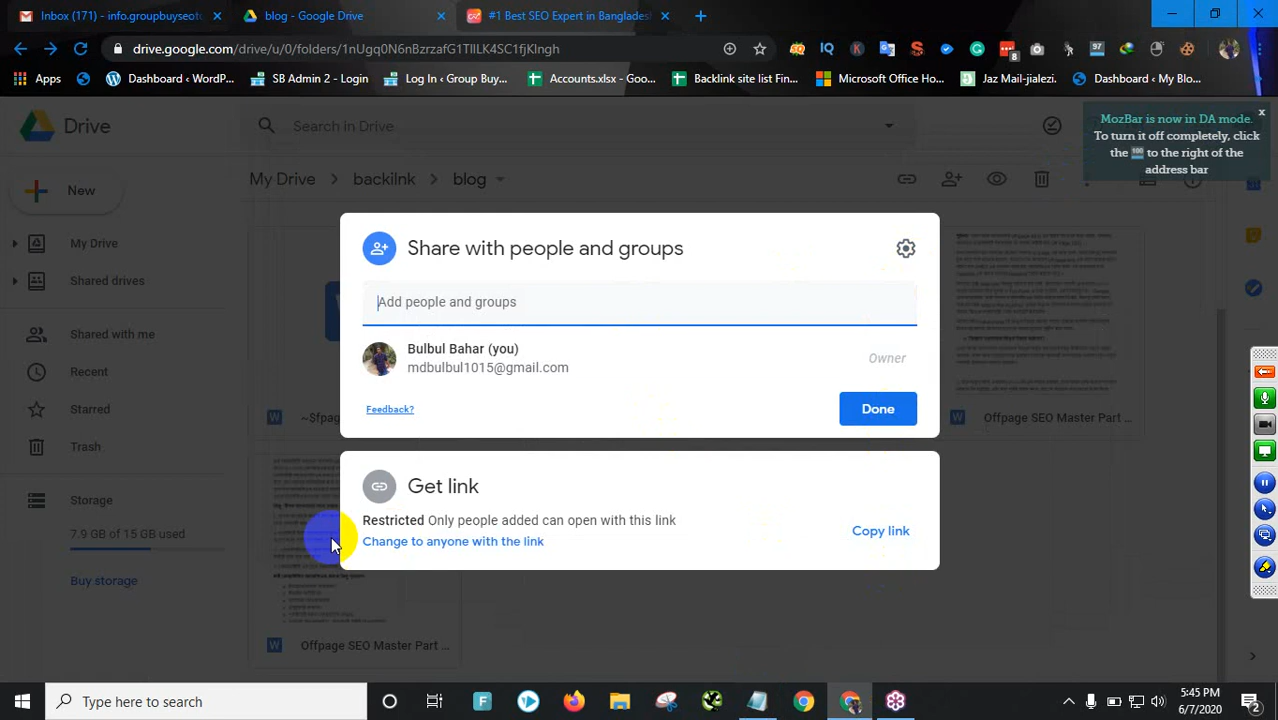 Inbox (171) - info.groupbuyseoto
blog - Google Drive
#1 Best SEO Expert in Bangladesh
drive.google.com/drive/u/0/folders/1nUgq0N6nBzrzafG1TlILK4SC1fjKIngh
Apps
Dashboard ‹ WordP...
SB Admin 2 - Login
Log In ‹ Group Buy...
Accounts.xlsx - Goo...
Backlink site list Fin...
Microsoft Office Ho...
Jaz Mail-jialezi.
Dashboard ‹ My Blo...
MozBar is now in DA mode.
To turn it off completely, click
the 100 to the right of the
address bar
x
Drive
Search in Drive
New
My Drive
backilnk
blog
My Drive
Shared drives
Shared with me
Recent
Starred
Trash
Storage
7.9 GB of 15 GB used
Buy storage
Share with people and groups
Add people and groups
Bulbul Bahar (you)
mdbulbul1015@gmail.com
Owner
Feedback?
Done
Get link
Restricted Only people added can open with this link
Change to anyone with the link
Copy link
~$fpag
Offpage SEO Master Part ...
Offpage SEO Master Part ...
Type here to search
5:45 PM
6/7/2020